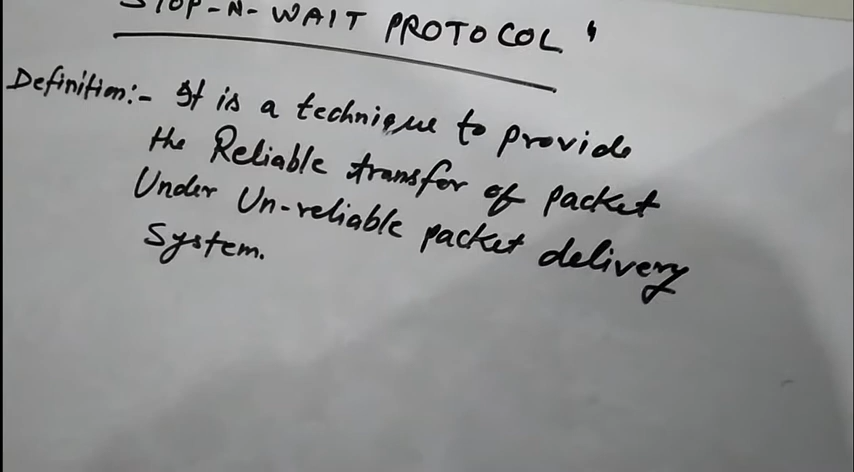 STOP-N-WAIT PROTOCOL '
Definition:- It is a technique to provide
the Reliable transfer of packet
Under Un-reliable packet delivery
System.